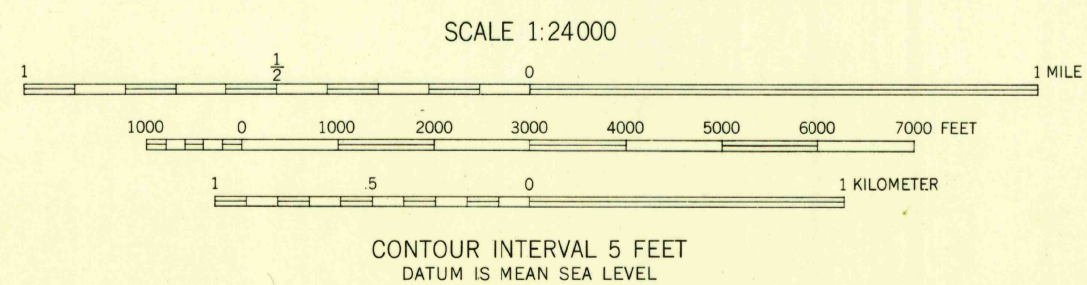 SCALE 1:24000
1 1/2 0 1 MILE
1000 0 1000 2000 3000 4000 5000 6000 7000 FEET
1 .5 0 1 KILOMETER
CONTOUR INTERVAL 5 FEET
DATUM IS MEAN SEA LEVEL